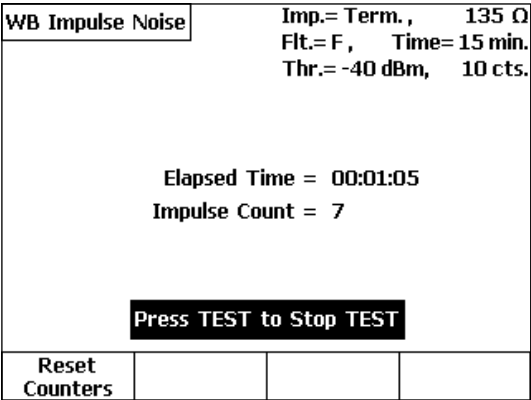 WB Impulse Noise
Imp.= Term. ,     135 Ω
Flt.= F ,     Time= 15 min.
Thr.= -40 dBm,     10 cts.
Elapsed Time =  00:01:05
Impulse Count =  7
Press TEST to Stop TEST
Reset
Counters